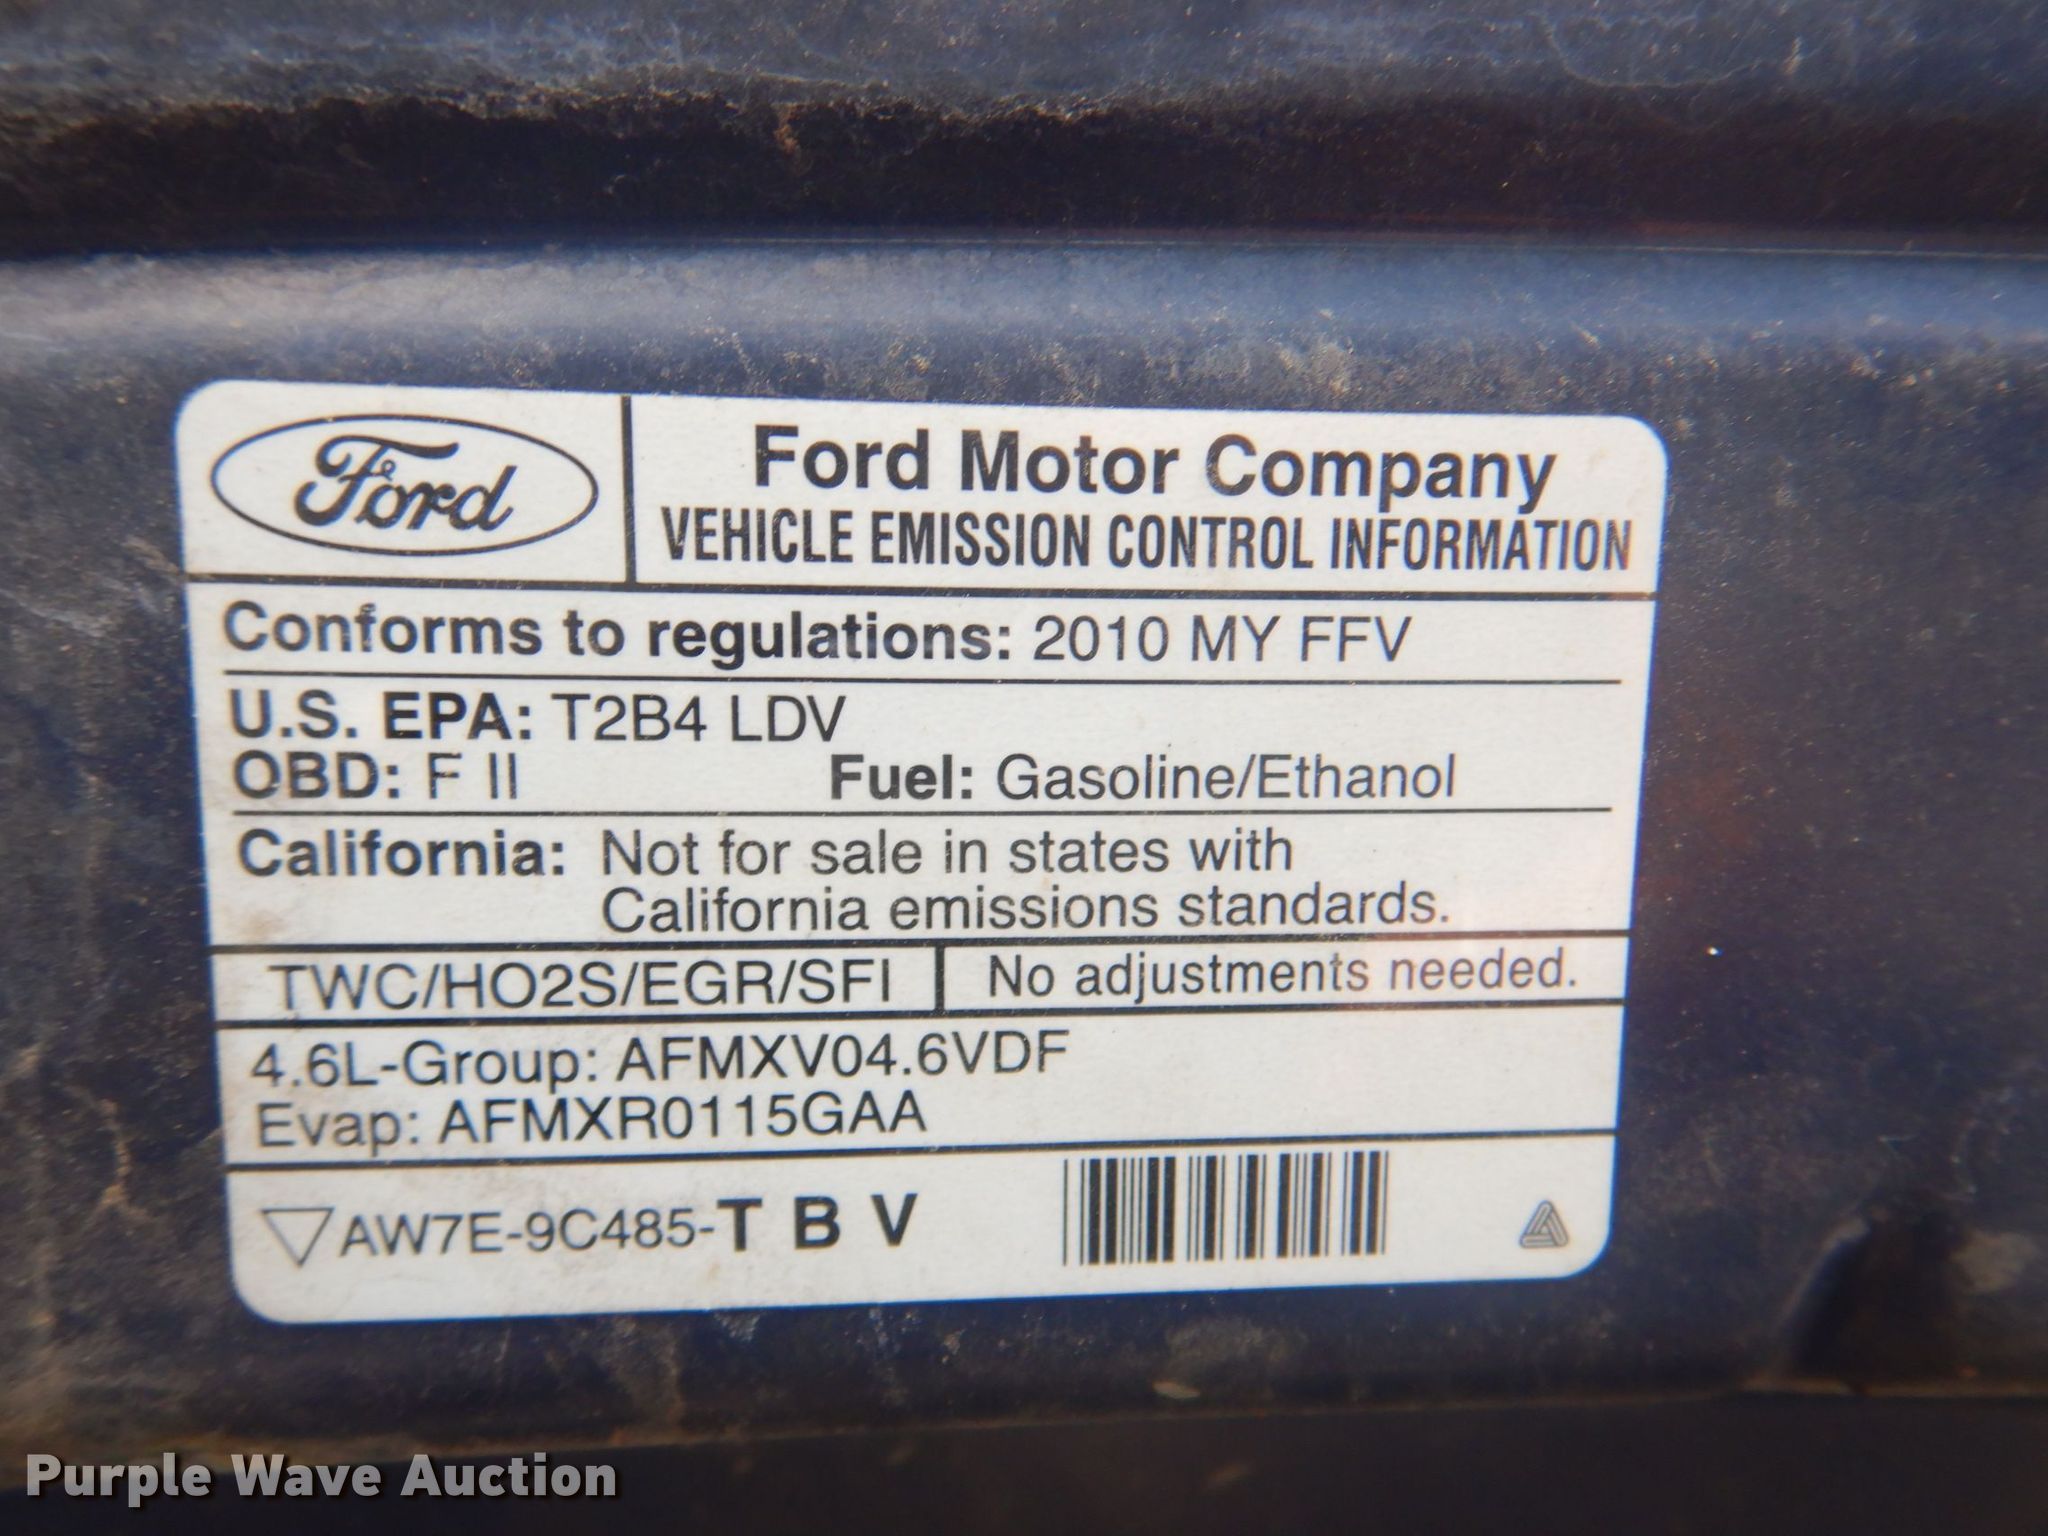 Ford
Ford Motor Company
VEHICLE EMISSION CONTROL INFORMATION
Conforms to regulations: 2010 MY FFV
U.S. EPA: T2B4 LDV
OBD: F II Fuel: Gasoline/Ethanol
California: Not for sale in states with
California emissions standards.
TWC/HO2S/EGR/SFI No adjustments needed.
4.6L-Group: AFMXV04.6VDF
Evap: AFMXR0115GAA
AW7E-9C485-T B V
Purple Wave Auction